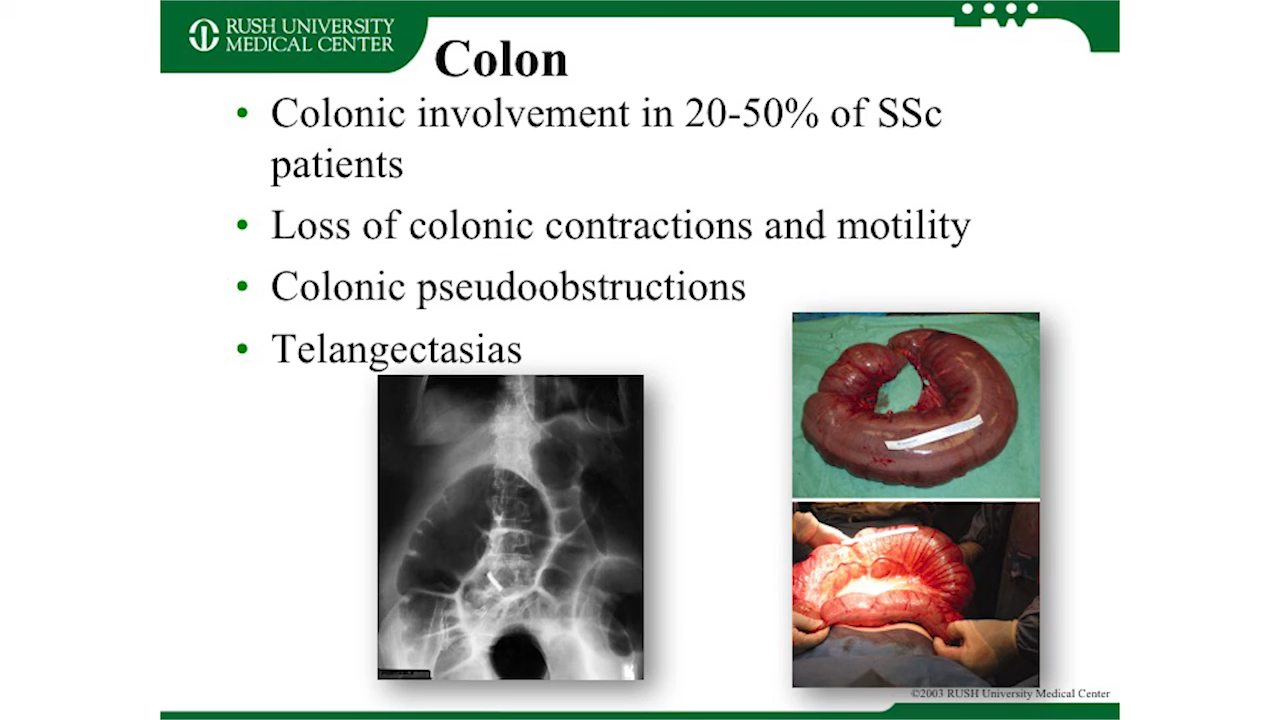 RUSH UNIVERSITY
MEDICAL CENTER
Colon
• Colonic involvement in 20-50% of SSc
patients
• Loss of colonic contractions and motility
• Colonic pseudoobstructions
• Telangectasias
©2003 RUSH University Medical Center